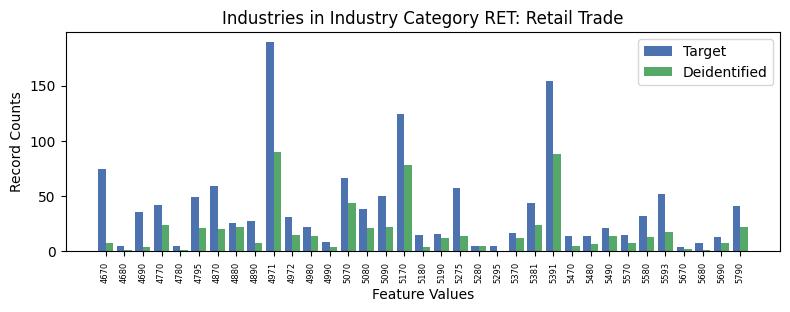 Industries in Industry Category RET: Retail Trade
Target
Deidentified
Record Counts
150
100
50
0
4670 4680 4690 4770 4780 4795 4870 4880 4890 4971 4972 4980 4990 5070 5080 5090 5170 5180 5190 5275 5280 5295 5370 5381 5391 5470 5480 5490 5570 5580 5593 5670 5680 5690 5790
Feature Values